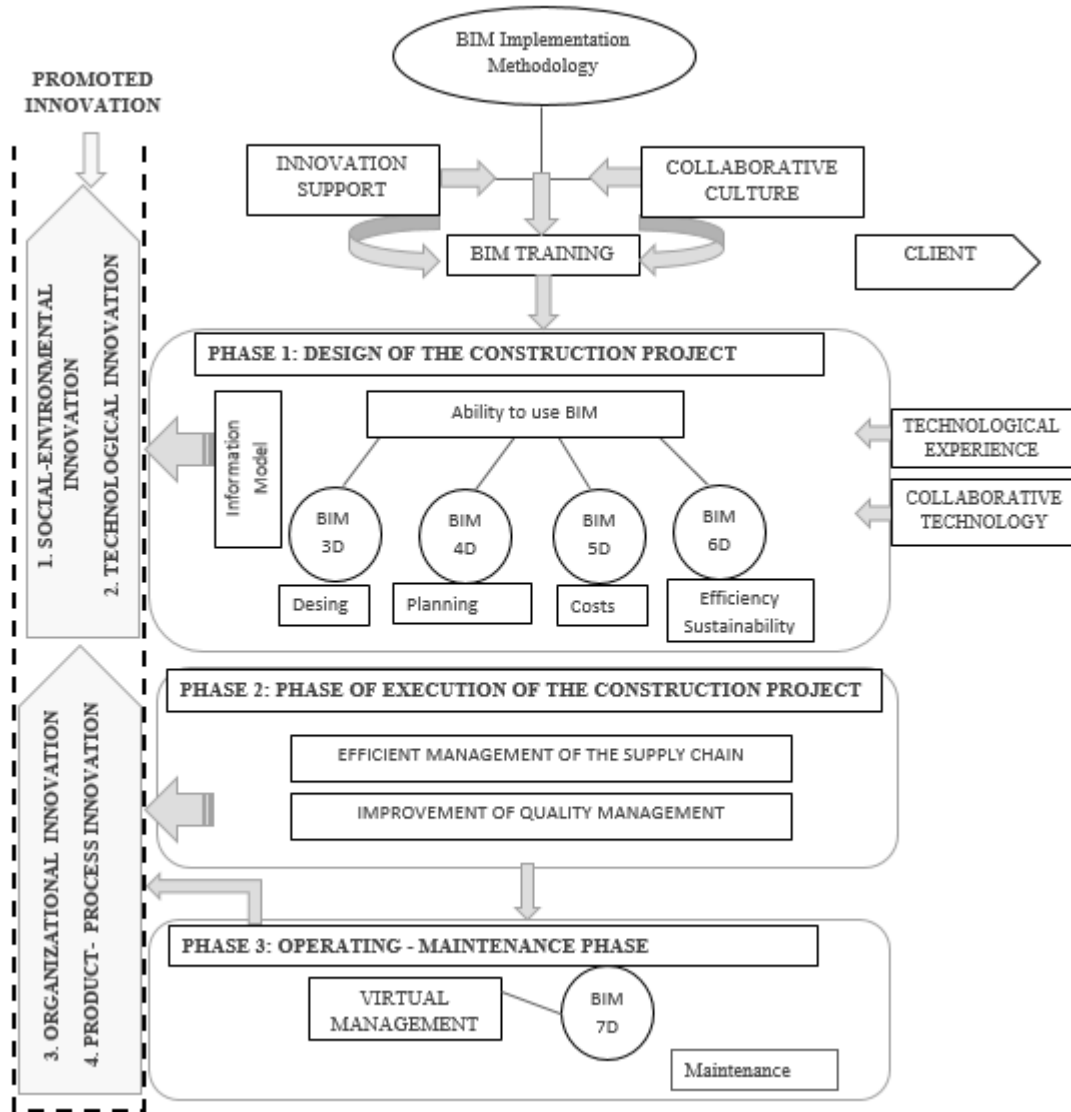 BIM Implementation
Methodology
PROMOTED
INNOVATION
INNOVATION
SUPPORT
COLLABORATIVE
CULTURE
BIM TRAINING
CLIENT
1. SOCIAL-ENVIRONMENTAL
INNOVATION
2. TECHNOLOGICAL INNOVATION
PHASE 1: DESIGN OF THE CONSTRUCTION PROJECT
Information
Model
Ability to use BIM
BIM
3D
BIM
4D
BIM
5D
BIM
6D
Desing
Planning
Costs
Efficiency
Sustainability
TECHNOLOGICAL
EXPERIENCE
COLLABORATIVE
TECHNOLOGY
3. ORGANIZATIONAL INNOVATION
4. PRODUCT- PROCESS INNOVATION
PHASE 2: PHASE OF EXECUTION OF THE CONSTRUCTION PROJECT
EFFICIENT MANAGEMENT OF THE SUPPLY CHAIN
IMPROVEMENT OF QUALITY MANAGEMENT
PHASE 3: OPERATING - MAINTENANCE PHASE
VIRTUAL
MANAGEMENT
BIM
7D
Maintenance